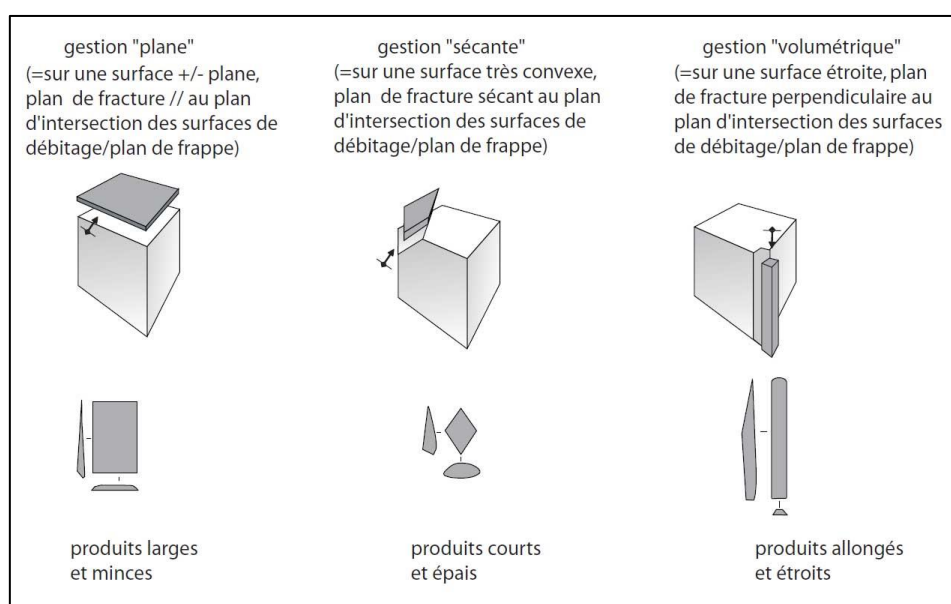 gestion "plane"
(=sur une surface +/- plane,
plan de fracture // au plan
d'intersection des surfaces de
débitage/plan de frappe)
gestion "sécante"
(=sur une surface très convexe,
plan de fracture sécant au plan
d'intersection des surfaces de
débitage/plan de frappe)
gestion "volumétrique"
(=sur une surface étroite, plan
de fracture perpendiculaire au
plan d'intersection des surfaces
de débitage/plan de frappe)
produits larges
et minces
produits courts
et épais
produits allongés
et étroits